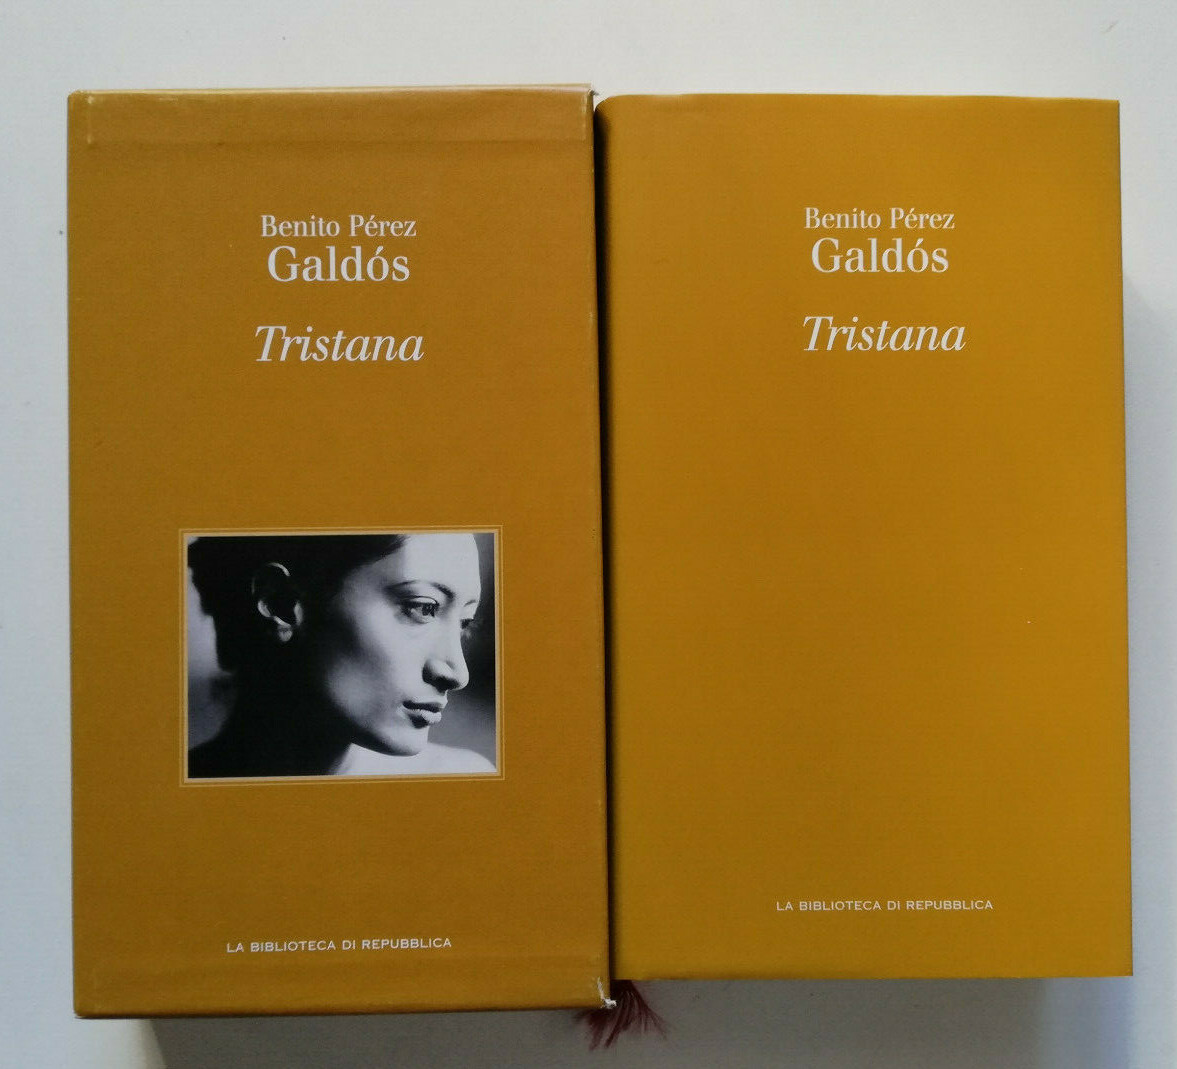 Benito Pérez
Galdós
Tristana
LA BIBLIOTECA DI REPUBBLICA
Benito Pérez
Galdós
Tristana
LA BIBLIOTECA DI REPUBBLICA